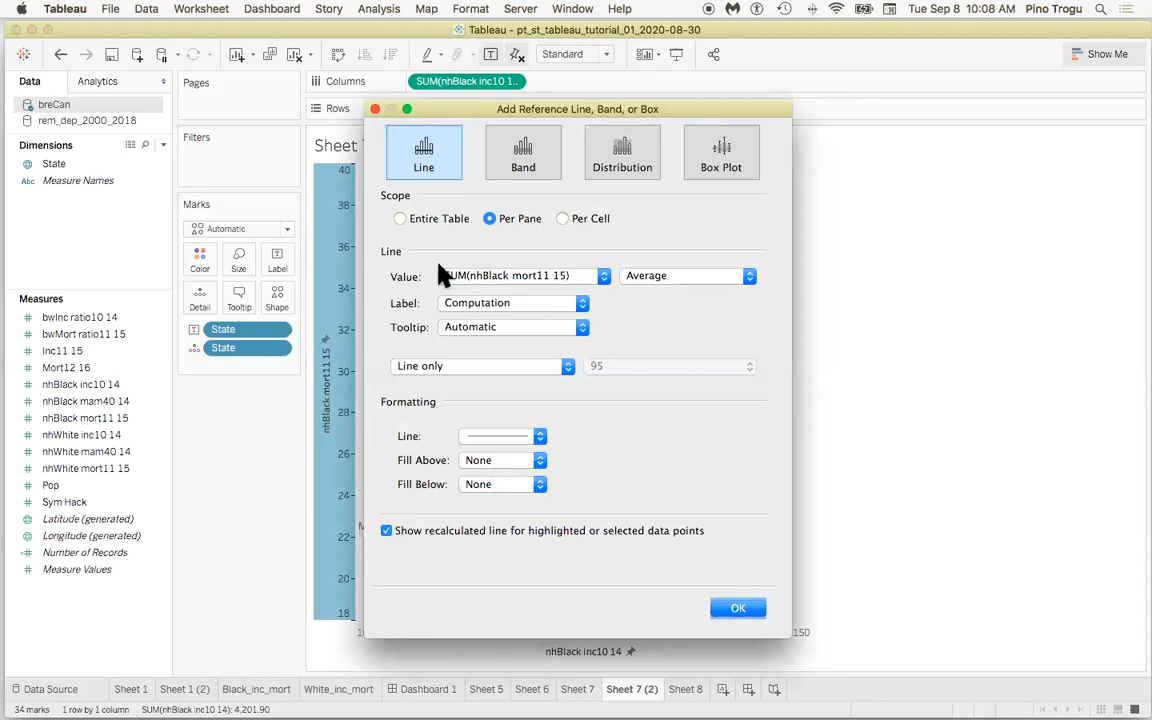 Tableau File Data Worksheet Dashboard Story Analysis Map Format Server Window Help Tue Sep 8 10:08 AM Pino Trogu
Tableau - pt_st_tableau_tutorial_01_2020-08-30
Standard Show Me
Data Analytics Pages Columns SUM(nhBlack inc10 1..
breCan
Rows
rem_dep_2000_2018
Add Reference Line, Band, or Box
Filters
Dimensions
State
Measure Names
Sheet
Line Band Distribution Box Plot
Scope
Entire Table Per Pane Per Cell
Marks
Automatic
Color Size Label
Detail Tooltip Shape
State
State
Line
Value: SUM(nhBlack mort11 15) Average
Label: Computation
Tooltip: Automatic
Line only 95
Formatting
Line:
Fill Above: None
Fill Below: None
Show recalculated line for highlighted or selected data points
OK
Measures
bwInc ratio10 14
bwMort ratio11 15
Inc11 15
Mort12 16
nhBlack inc10 14
nhBlack mam40 14
nhBlack mort11 15
nhWhite inc10 14
nhWhite mam40 14
nhWhite mort11 15
Pop
Sym Hack
Latitude (generated)
Longitude (generated)
Number of Records
Measure Values
nhBlack mort11 15
40
38
36
34
32
30
28
26
24
22
20
18
150
nhBlack inc10 14
Data Source Sheet 1 Sheet 1 (2) Black_inc_mort White_inc_mort Dashboard 1 Sheet 5 Sheet 6 Sheet 7 Sheet 7 (2) Sheet 8
34 marks 1 row by 1 column SUM(nhBlack inc10 14): 4,201.90